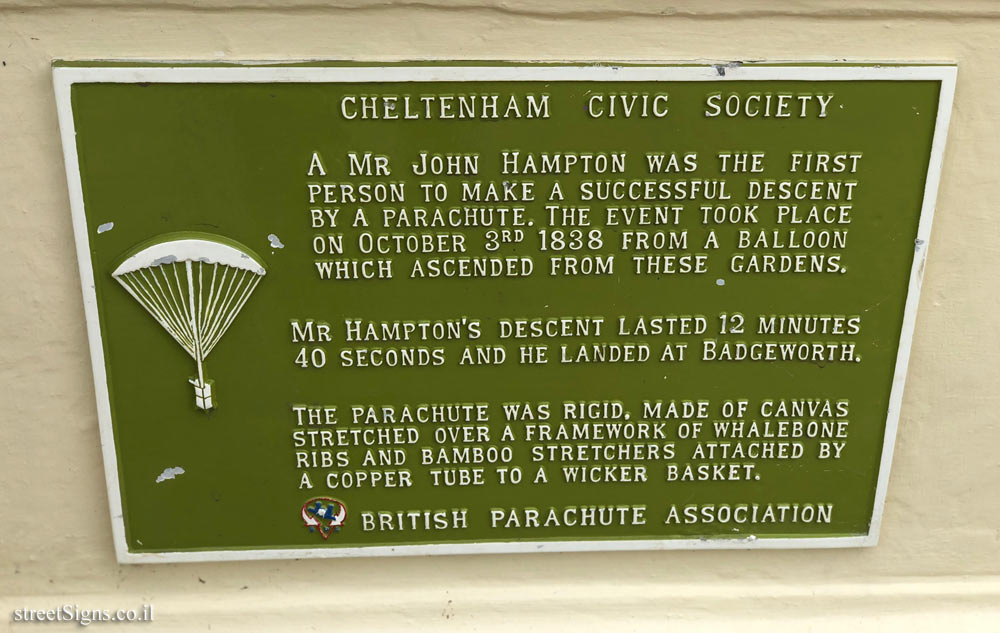 CHELTENHAM CIVIC SOCIETY
A MR JOHN HAMPTON WAS THE FIRST
PERSON TO MAKE A SUCCESSFUL DESCENT
BY A PARACHUTE. THE EVENT TOOK PLACE
ON OCTOBER 3RD 1838 FROM A BALLOON
WHICH ASCENDED FROM THESE GARDENS.
MR HAMPTON'S DESCENT LASTED 12 MINUTES
40 SECONDS AND HE LANDED AT BADGEWORTH.
THE PARACHUTE WAS RIGID. MADE OF CANVAS
STRETCHED OVER A FRAMEWORK OF WHALEBONE
RIBS AND BAMBOO STRETCHERS ATTACHED BY
A COPPER TUBE TO A WICKER BASKET.
BRITISH PARACHUTE ASSOCIATION
streetSigns.co.il